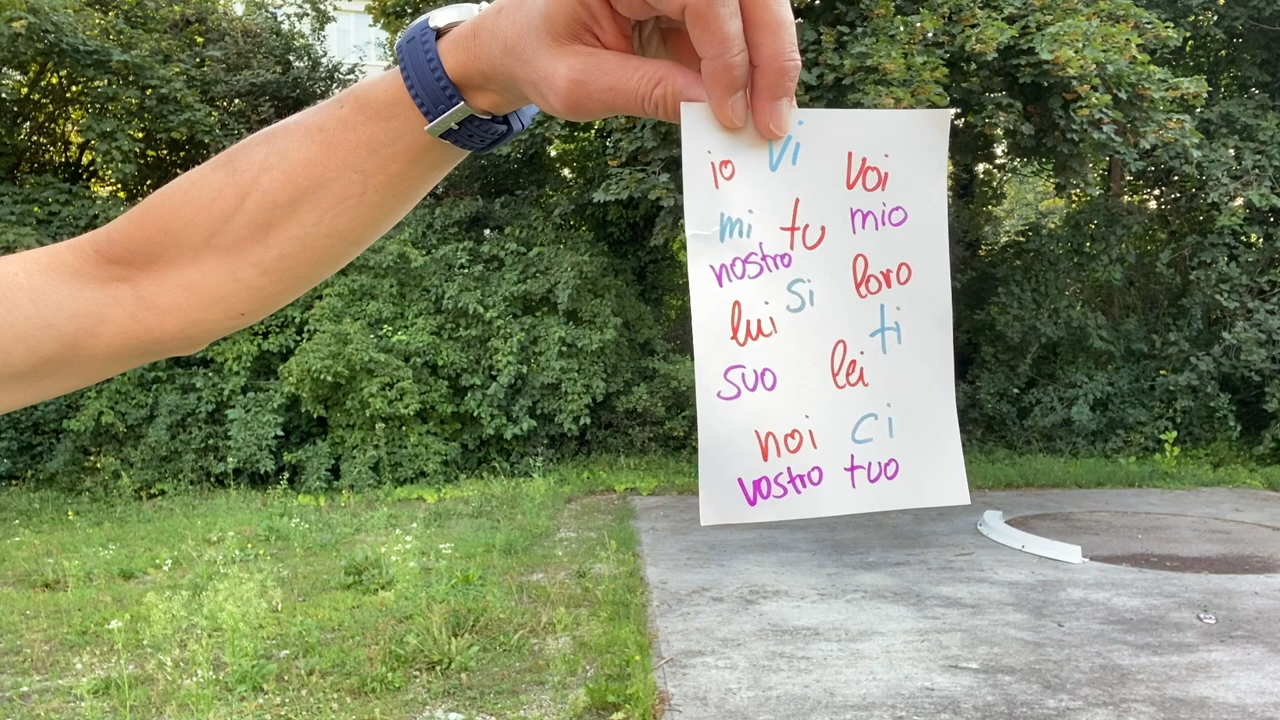 io vi voi
mi tu mio
nostro si loro
lui ti
suo lei
noi ci
vostro tuo